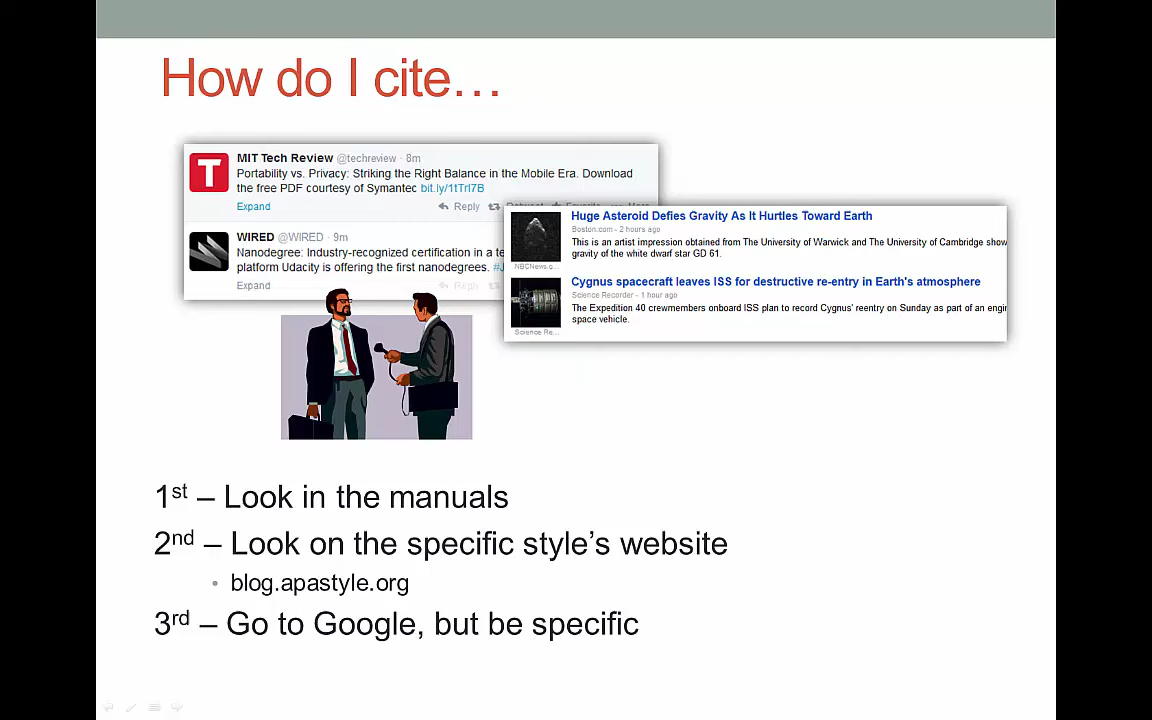 How do I cite…
MIT Tech Review @techreview · 8m
Portability vs. Privacy: Striking the Right Balance in the Mobile Era. Download
the free PDF courtesy of Symantec bit.ly/1tTrl7B
Expand Reply
WIRED @WIRED · 9m
Nanodegree: Industry-recognized certification in a te
platform Udacity is offering the first nanodegrees.
Expand Reply
Huge Asteroid Defies Gravity As It Hurtles Toward Earth
Boston.com - 2 hours ago
This is an artist impression obtained from The University of Warwick and The University of Cambridge show
gravity of the white dwarf star GD 61.
NBCNews.c...
Cygnus spacecraft leaves ISS for destructive re-entry in Earth's atmosphere
Science Recorder - 1 hour ago
The Expedition 40 crewmembers onboard ISS plan to record Cygnus' reentry on Sunday as part of an engin
space vehicle.
Science Re...
1st – Look in the manuals
2nd – Look on the specific style's website
• blog.apastyle.org
3rd – Go to Google, but be specific